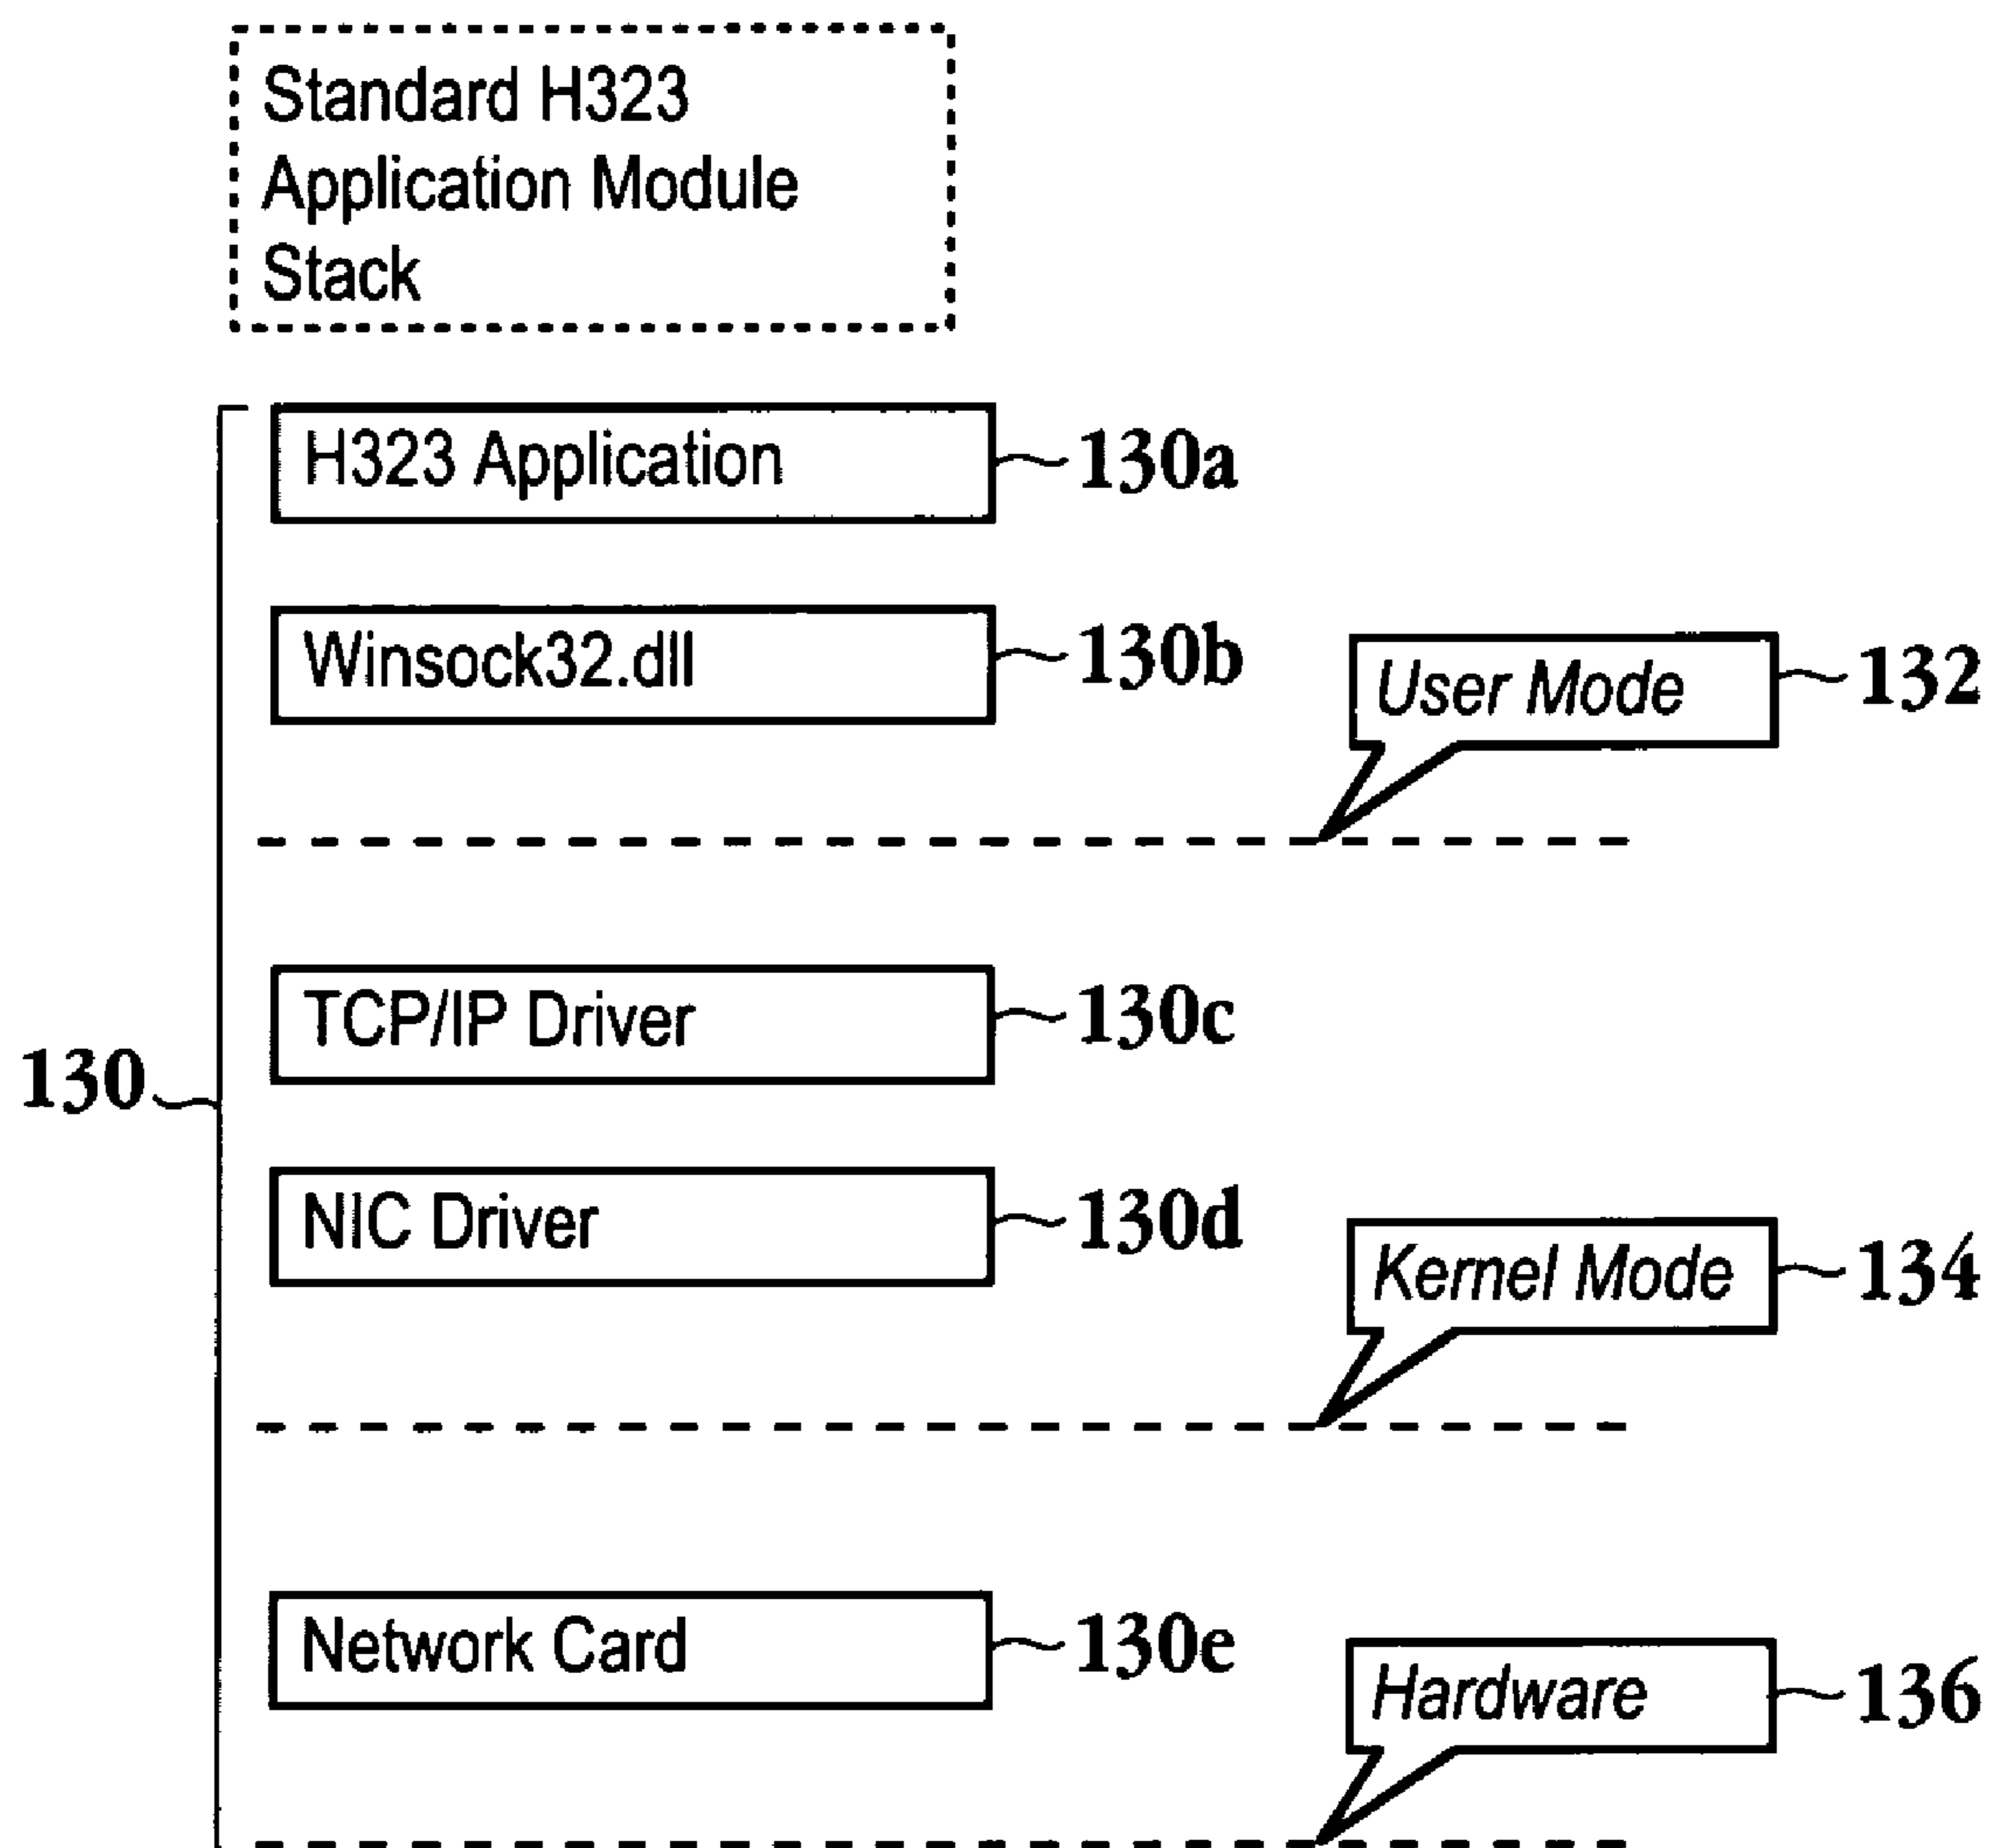 Standard H323
Application Module
Stack
H323 Application
130a
Winsock32.dll
130b
User Mode
132
TCP/IP Driver
130c
130
NIC Driver
130d
Kernel Mode
134
Network Card
130e
Hardware
136